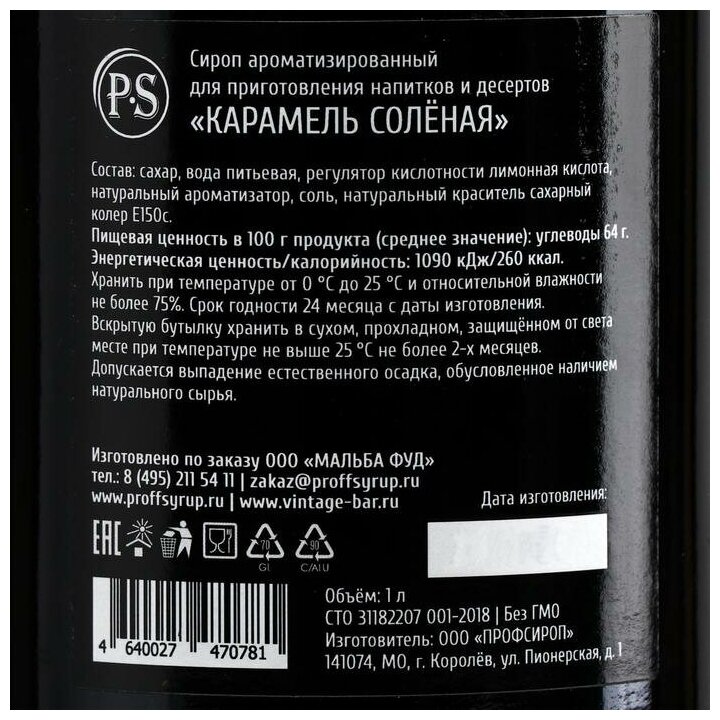 P.S
Сироп ароматизированный
для приготовления напитков и десертов
«КАРАМЕЛЬ СОЛЁНАЯ»
Состав: сахар, вода питьевая, регулятор кислотности лимонная кислота,
натуральный ароматизатор, соль, натуральный краситель сахарный
колер Е150с.
Пищевая ценность в 100 г продукта (среднее значение): углеводы 64 г.
Энергетическая ценность/калорийность: 1090 кДж/260 ккал.
Хранить при температуре от 0 °C до 25 °C и относительной влажности
не более 75%. Срок годности 24 месяца с даты изготовления.
Вскрытую бутылку хранить в сухом, прохладном, защищённом от света
месте при температуре не выше 25 °C не более 2-х месяцев.
Допускается выпадение естественного осадка, обусловленное наличием
натурального сырья.
Изготовлено по заказу ООО «МАЛЬБА ФУД»
тел.: 8 (495) 211 54 11 | zakaz@proffsyrup.ru
www.proffsyrup.ru | www.vintage-bar.ru
Дата изготовления:
EAC
70
GL
90
C/ALU
Объём: 1 л
СТО 31182207 001-2018 | Без ГМО
Изготовитель: ООО «ПРОФСИРОП»
141074, МО, г. Королёв, ул. Пионерская, д. 1
4 640027 470781